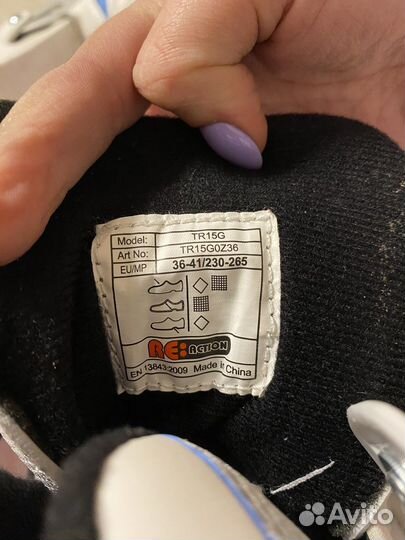 Model: TR15G
Art No: TR15G0Z36
EU/MP 36-41/230-265
RE:ACTION
EN 13843:2009 Made in China
Avito